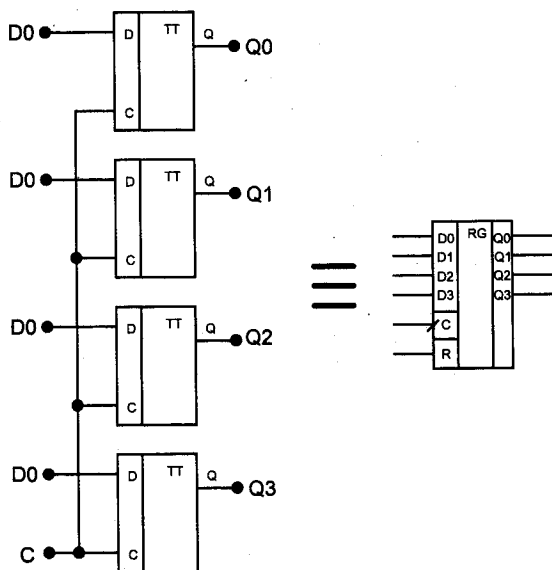 D0 D TT Q Q0
C
D0 D TT Q Q1
C
D0 D TT Q Q2
C
D0 D TT Q Q3
C C
D0 RG Q0
D1 Q1
D2 Q2
D3 Q3
C
R